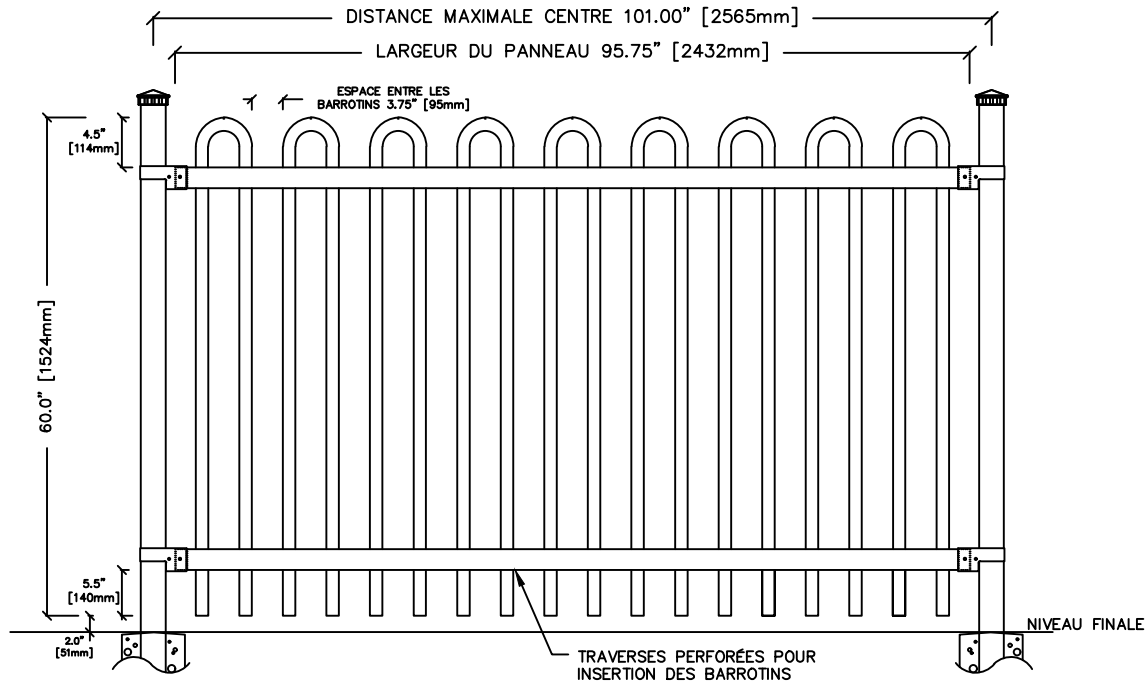 DISTANCE MAXIMALE CENTRE 101.00" [2565mm]
LARGEUR DU PANNEAU 95.75" [2432mm]
ESPACE ENTRE LES
BARROTINS 3.75" [95mm]
4.5"
[114mm]
60.0" [1524mm]
5.5"
[140mm]
2.0"
[51mm]
NIVEAU FINALE
TRAVERSES PERFORÉES POUR
INSERTION DES BARROTINS